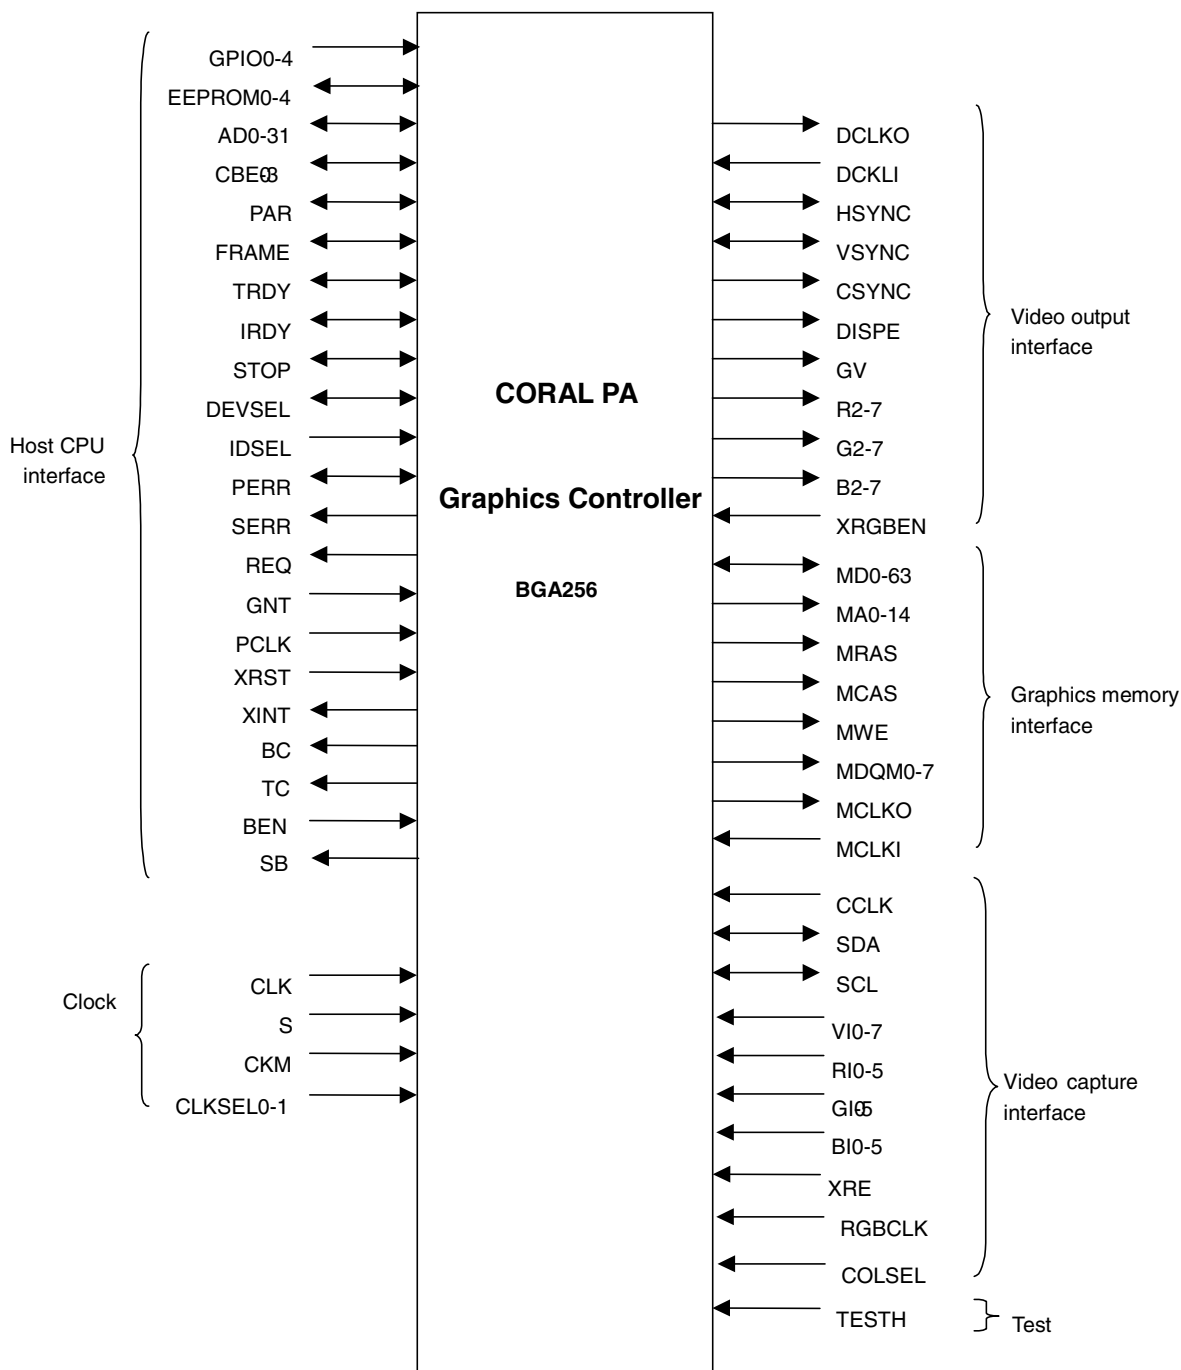 GPIO0-4
EEPROM0-4
AD0-31
CBE0-3
PAR
FRAME
TRDY
IRDY
STOP
DEVSEL
IDSEL
PERR
SERR
REQ
GNT
PCLK
XRST
XINT
BC
TC
BEN
SB
Host CPU
interface
CLK
S
CKM
CLKSEL0-1
Clock
CORAL PA
Graphics Controller
BGA256
DCLKO
DCKLI
HSYNC
VSYNC
CSYNC
DISPE
GV
R2-7
G2-7
B2-7
XRGBEN
Video output
interface
MD0-63
MA0-14
MRAS
MCAS
MWE
MDQM0-7
MCLKO
MCLKI
Graphics memory
interface
CCLK
SDA
SCL
VI0-7
RI0-5
GI0-5
BI0-5
XRE
RGBCLK
COLSEL
Video capture
interface
TESTH
Test